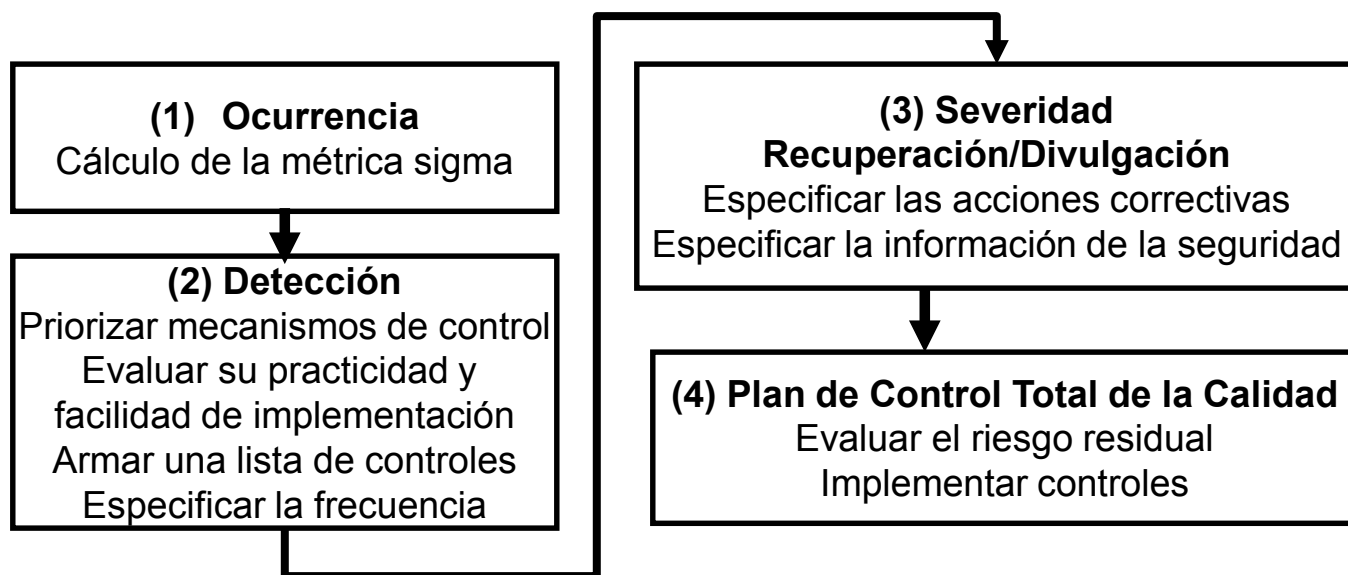 (1) Ocurrencia
Cálculo de la métrica sigma
(2) Detección
Priorizar mecanismos de control
Evaluar su practicidad y
facilidad de implementación
Armar una lista de controles
Especificar la frecuencia
(3) Severidad
Recuperación/Divulgación
Especificar las acciones correctivas
Especificar la información de la seguridad
(4) Plan de Control Total de la Calidad
Evaluar el riesgo residual
Implementar controles